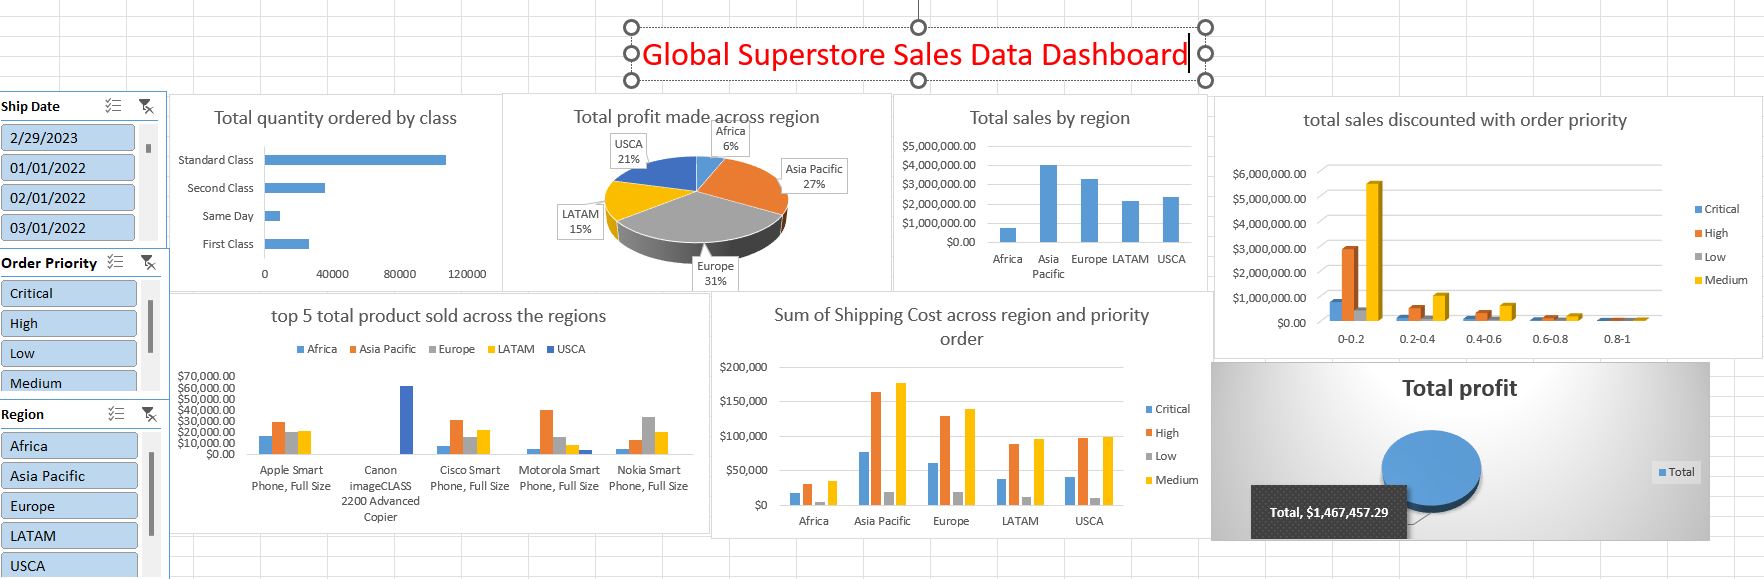 Global Superstore Sales Data Dashboard
Ship Date
2/29/2023
01/01/2022
02/01/2022
03/01/2022
Order Priority
Critical
High
Low
Medium
Region
Africa
Asia Pacific
Europe
LATAM
USCA
Total quantity ordered by class
Standard Class
Second Class
Same Day
First Class
0 40000 80000 120000
Total profit made across region
Africa
6%
USCA
21%
Asia Pacific
27%
LATAM
15%
Europe
31%
Total sales by region
$5,000,000.00
$4,000,000.00
$3,000,000.00
$2,000,000.00
$1,000,000.00
$0.00
Africa Asia Europe LATAM USCA
Pacific
total sales discounted with order priority
$6,000,000.00
$5,000,000.00
$4,000,000.00
$3,000,000.00
$2,000,000.00
$1,000,000.00
$0.00
0-0.2 0.2-0.4 0.4-0.6 0.6-0.8 0.8-1
Critical
High
Low
Medium
top 5 total product sold across the regions
Africa Asia Pacific Europe LATAM USCA
$70,000.00
$60,000.00
$50,000.00
$40,000.00
$30,000.00
$20,000.00
$10,000.00
$0.00
Apple Smart Canon Cisco Smart Motorola Smart Nokia Smart
Phone, Full Size imageCLASS Phone, Full Size Phone, Full Size Phone, Full Size
2200 Advanced
Copier
Sum of Shipping Cost across region and priority
order
$200,000
$150,000
$100,000
$50,000
$0
Africa Asia Pacific Europe LATAM USCA
Critical
High
Low
Medium
Total profit
Total
Total, $1,467,457.29